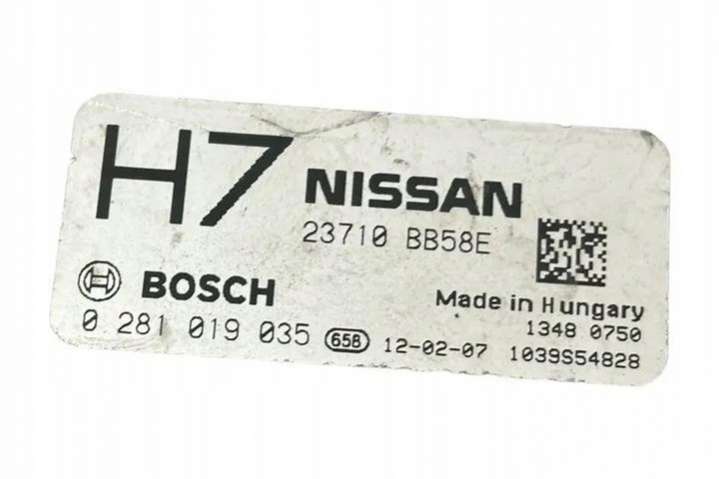 H7 NISSAN
23710 BB58E
BOSCH
Made in Hungary
0 281 019 035 658 12-02-07
1348 0750
1039S54828